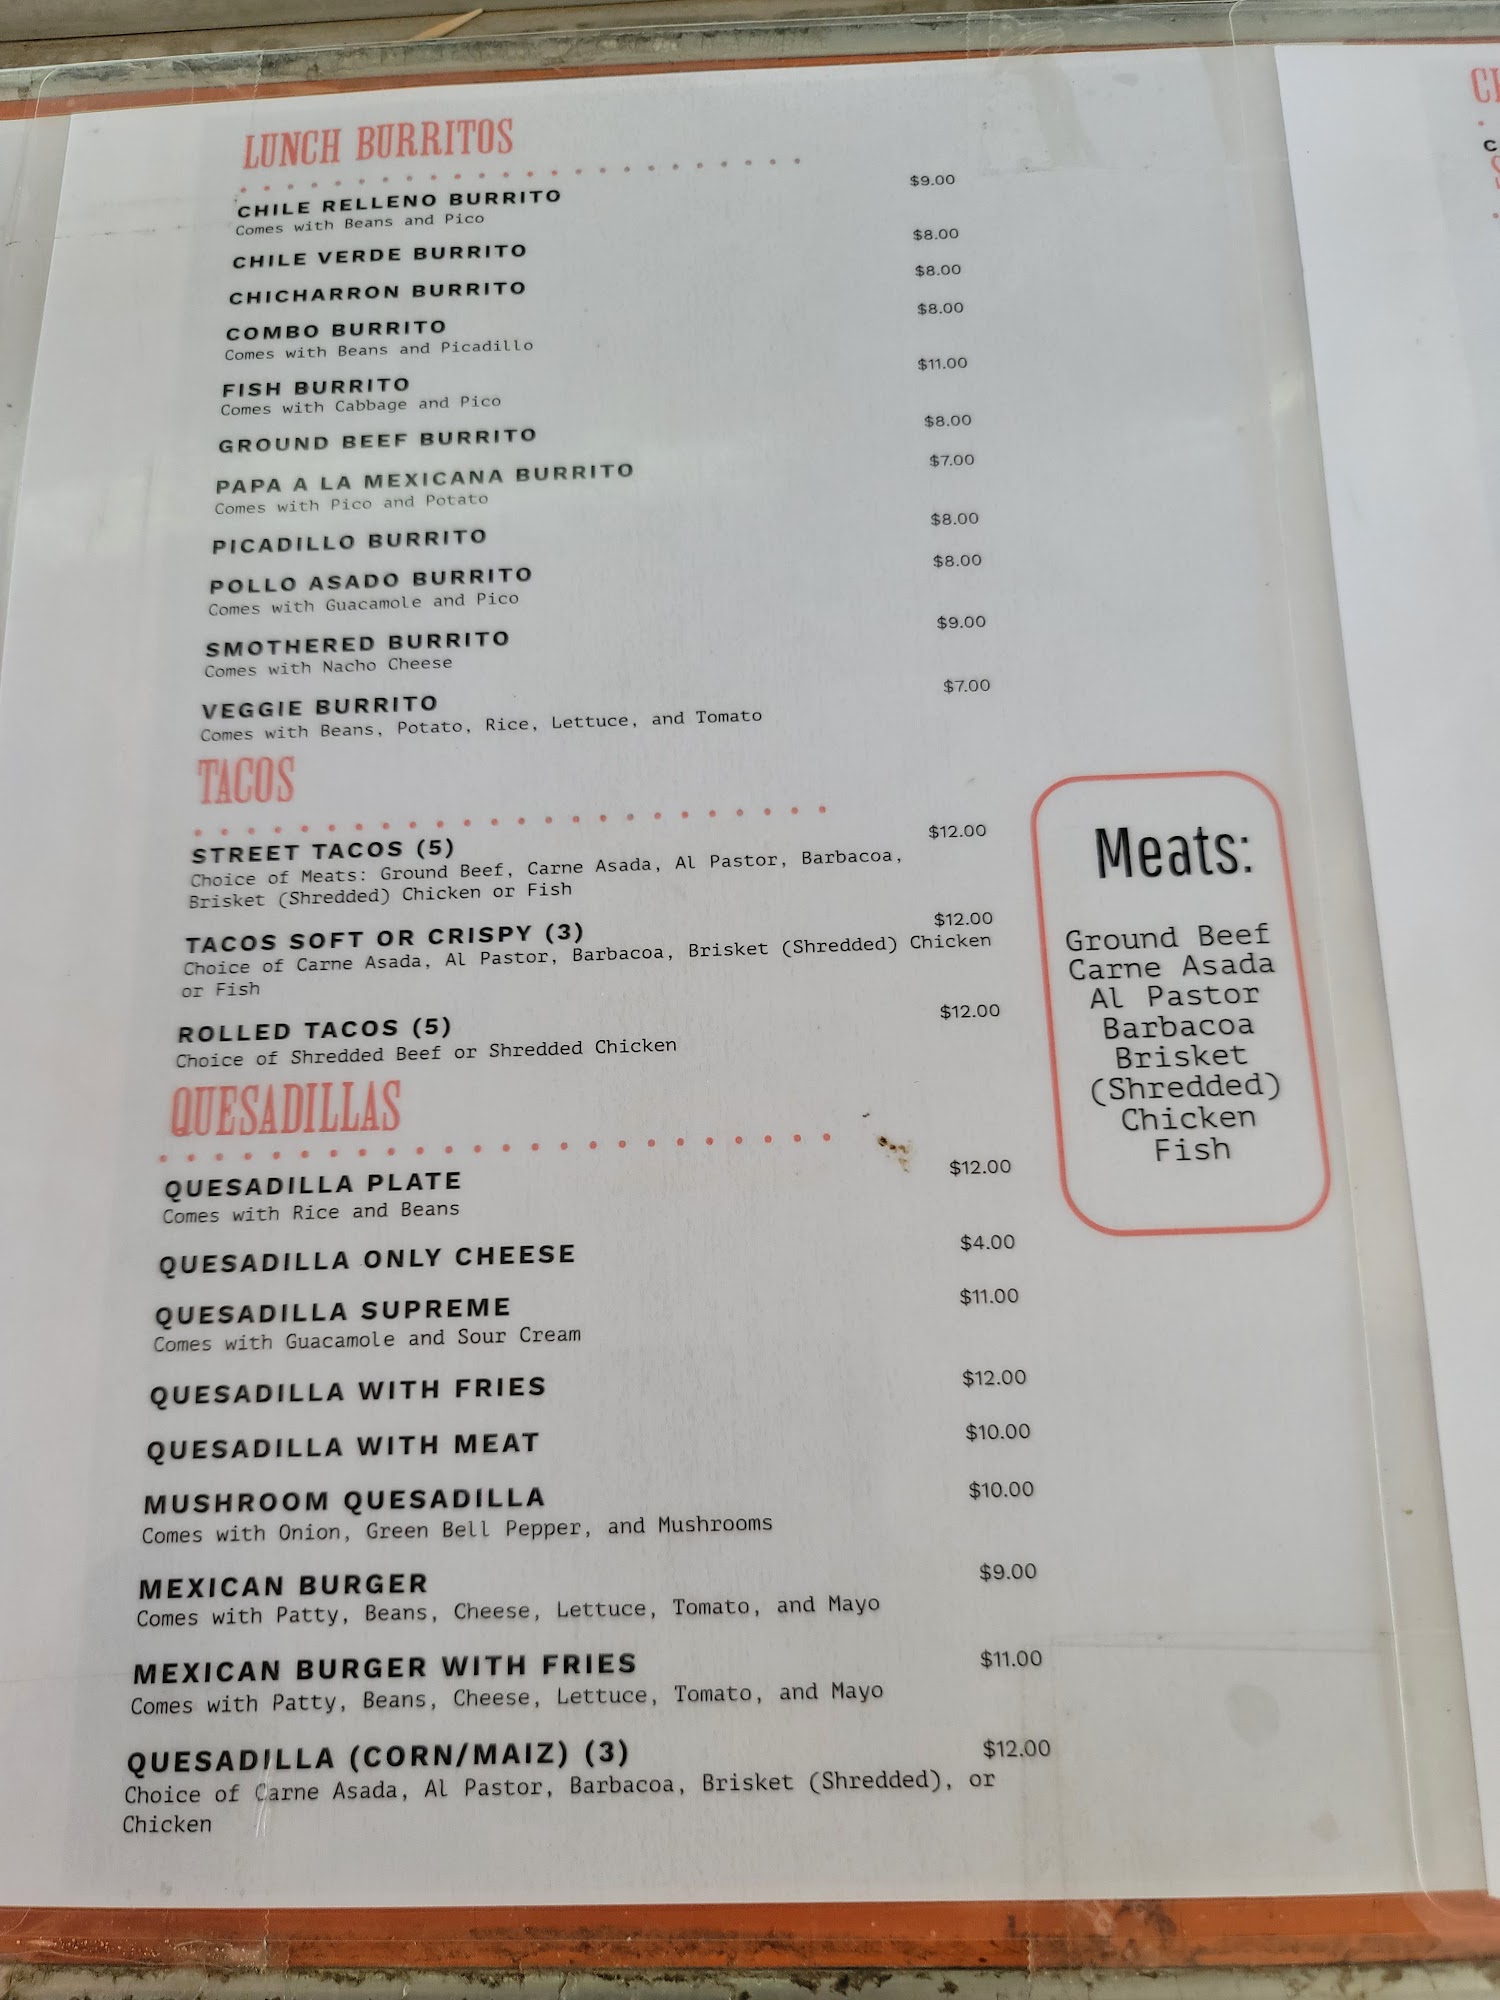 LUNCH BURRITOS
CHILE RELLENO BURRITO $9.00
Comes with Beans and Pico
CHILE VERDE BURRITO $8.00
CHICHARRON BURRITO $8.00
COMBO BURRITO $8.00
Comes with Beans and Picadillo
FISH BURRITO $11.00
Comes with Cabbage and Pico
GROUND BEEF BURRITO $8.00
PAPA A LA MEXICANA BURRITO $7.00
Comes with Pico and Potato
PICADILLO BURRITO $8.00
POLLO ASADO BURRITO $8.00
Comes with Guacamole and Pico
SMOTHERED BURRITO $9.00
Comes with Nacho Cheese
VEGGIE BURRITO $7.00
Comes with Beans, Potato, Rice, Lettuce, and Tomato
TACOS
STREET TACOS (5) $12.00
Choice of Meats: Ground Beef, Carne Asada, Al Pastor, Barbacoa,
Brisket (Shredded) Chicken or Fish
TACOS SOFT OR CRISPY (3) $12.00
Choice of Carne Asada, Al Pastor, Barbacoa, Brisket (Shredded) Chicken
or Fish
ROLLED TACOS (5) $12.00
Choice of Shredded Beef or Shredded Chicken
QUESADILLAS
QUESADILLA PLATE $12.00
Comes with Rice and Beans
QUESADILLA ONLY CHEESE $4.00
QUESADILLA SUPREME $11.00
Comes with Guacamole and Sour Cream
QUESADILLA WITH FRIES $12.00
QUESADILLA WITH MEAT $10.00
MUSHROOM QUESADILLA $10.00
Comes with Onion, Green Bell Pepper, and Mushrooms
MEXICAN BURGER $9.00
Comes with Patty, Beans, Cheese, Lettuce, Tomato, and Mayo
MEXICAN BURGER WITH FRIES $11.00
Comes with Patty, Beans, Cheese, Lettuce, Tomato, and Mayo
QUESADILLA (CORN/MAIZ) (3) $12.00
Choice of Carne Asada, Al Pastor, Barbacoa, Brisket (Shredded), or
Chicken
Meats:
Ground Beef
Carne Asada
Al Pastor
Barbacoa
Brisket
(Shredded)
Chicken
Fish